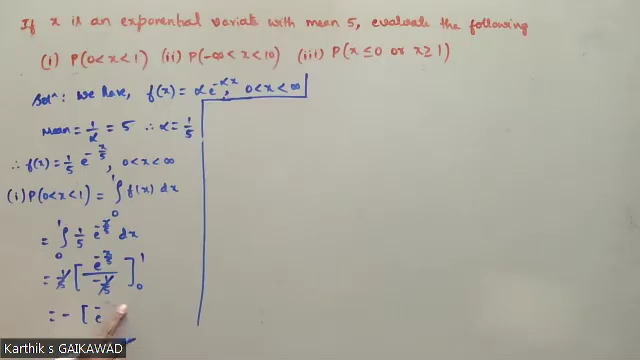 If x is an exponential variate with mean 5, evaluate the following
(i) P(0<x<1) (ii) P(-∞<x<10) (iii) P(x≤0 or x≥1)
Solⁿ: We have, f(x) = αe^{-αx}, 0<x<∞
Mean = 1/α = 5 ∴ α = 1/5
∴ f(x) = 1/5 e^{-x/5}, 0<x<∞
(i) P(0<x<1) = ∫₀¹ f(x) dx
= ∫₀¹ 1/5 e^{-x/5} dx
= 1/5 [ e^{-x/5} / -1/5 ]₀¹
= - [ e^-
Karthik s GAIKAWAD